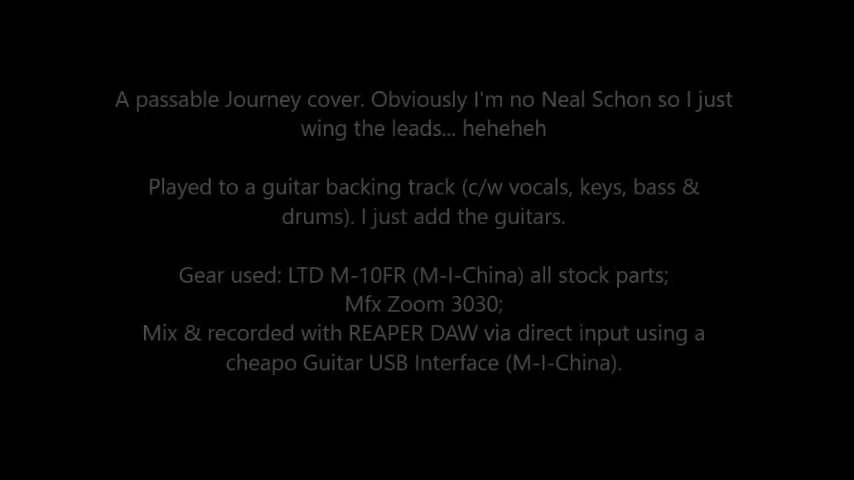 A passable Journey cover. Obviously I'm no Neal Schon so I just
wing the leads... heheheh
Played to a guitar backing track (c/w vocals, keys, bass &
drums). I just add the guitars.
Gear used: LTD M-10FR (M-I-China) all stock parts;
Mfx Zoom 3030;
Mix & recorded with REAPER DAW via direct input using a
cheapo Guitar USB Interface (M-I-China).